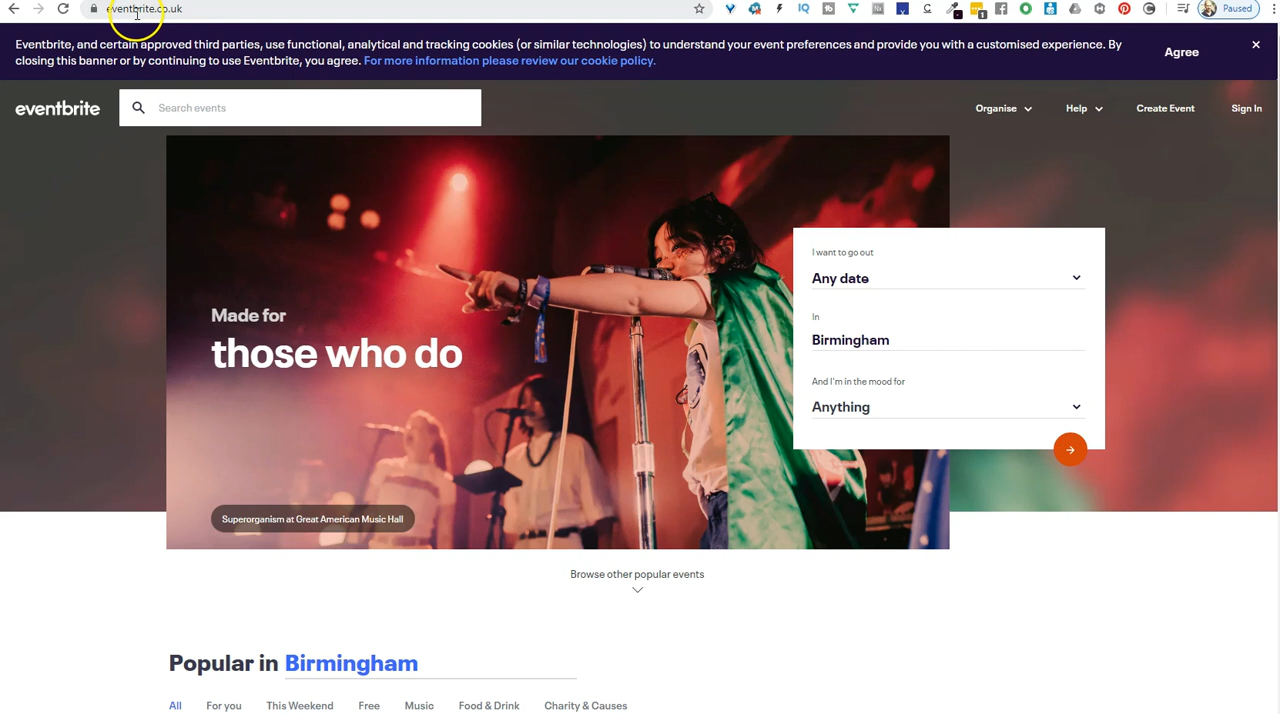 eventbrite.co.uk
Paused
Eventbrite, and certain approved third parties, use functional, analytical and tracking cookies (or similar technologies) to understand your event preferences and provide you with a customised experience. By
closing this banner or by continuing to use Eventbrite, you agree. For more information please review our cookie policy.
Agree
eventbrite
Search events
Organise
Help
Create Event
Sign In
Made for
those who do
Superorganism at Great American Music Hall
I want to go out
Any date
In
Birmingham
And I'm in the mood for
Anything
Browse other popular events
Popular in Birmingham
All For you This Weekend Free Music Food & Drink Charity & Causes